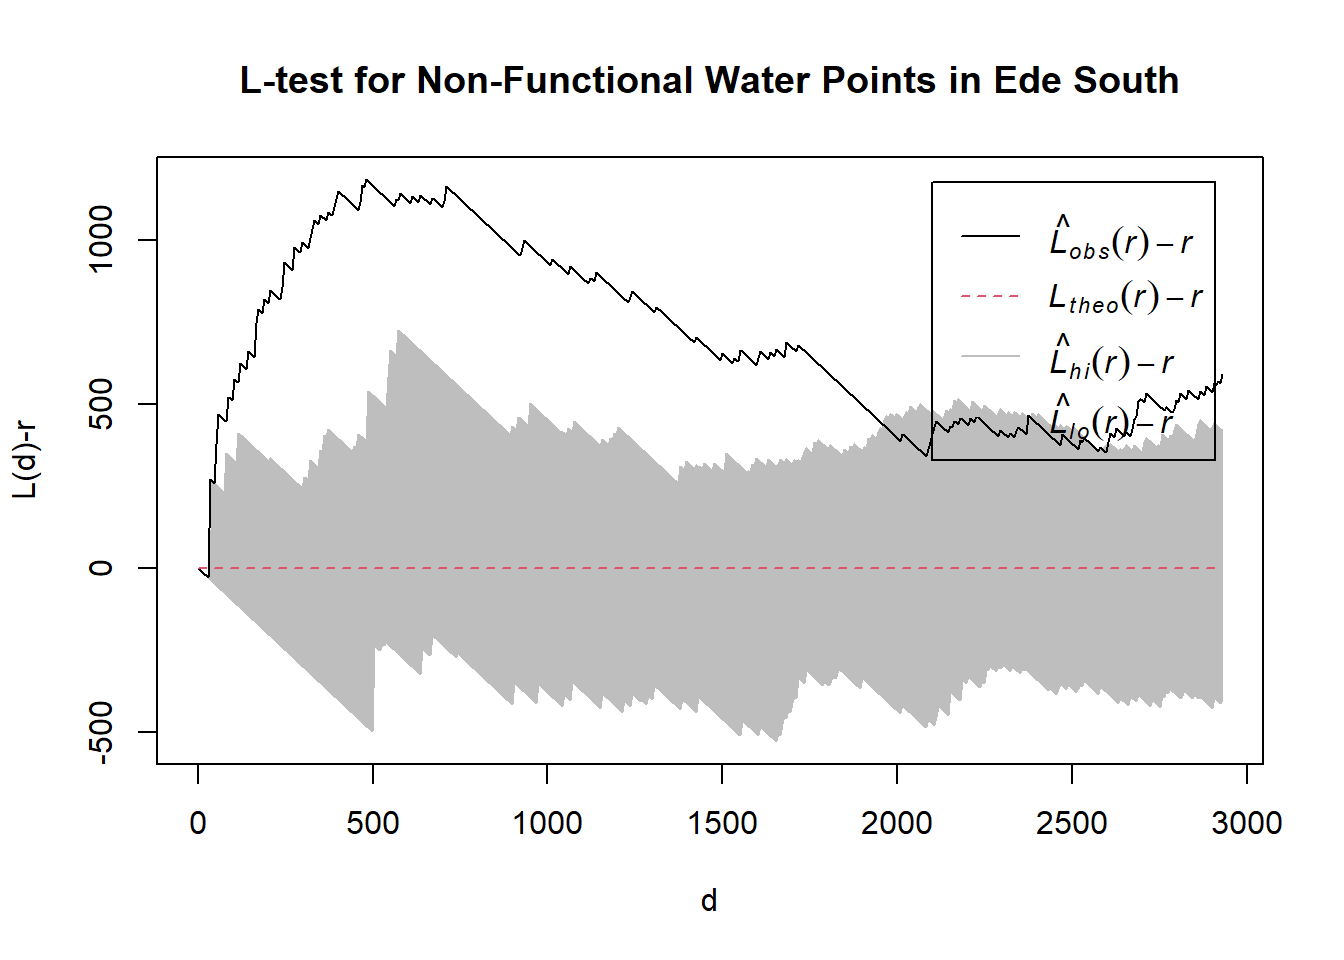 L-test for Non-Functional Water Points in Ede South
L(d)-r
1000
500
0
-500
L̂obs(r) – r
Ltheo(r) – r
L̂hi(r) – r
L̂lo(r) – r
0 500 1000 1500 2000 2500 3000
d